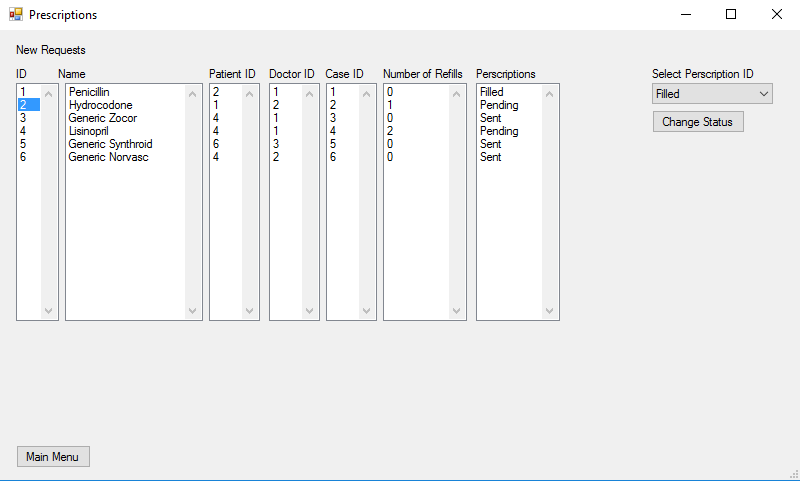 Prescriptions
New Requests
ID Name Patient ID Doctor ID Case ID Number of Refills Perscriptions Select Perscription ID
1 Penicillin 2 1 1 0 Filled Filled
2 Hydrocodone 1 2 2 1 Pending
3 Generic Zocor 4 1 3 0 Sent Change Status
4 Lisinopril 4 1 4 2 Pending
5 Generic Synthroid 6 3 5 0 Sent
6 Generic Norvasc 4 2 6 0 Sent
Main Menu